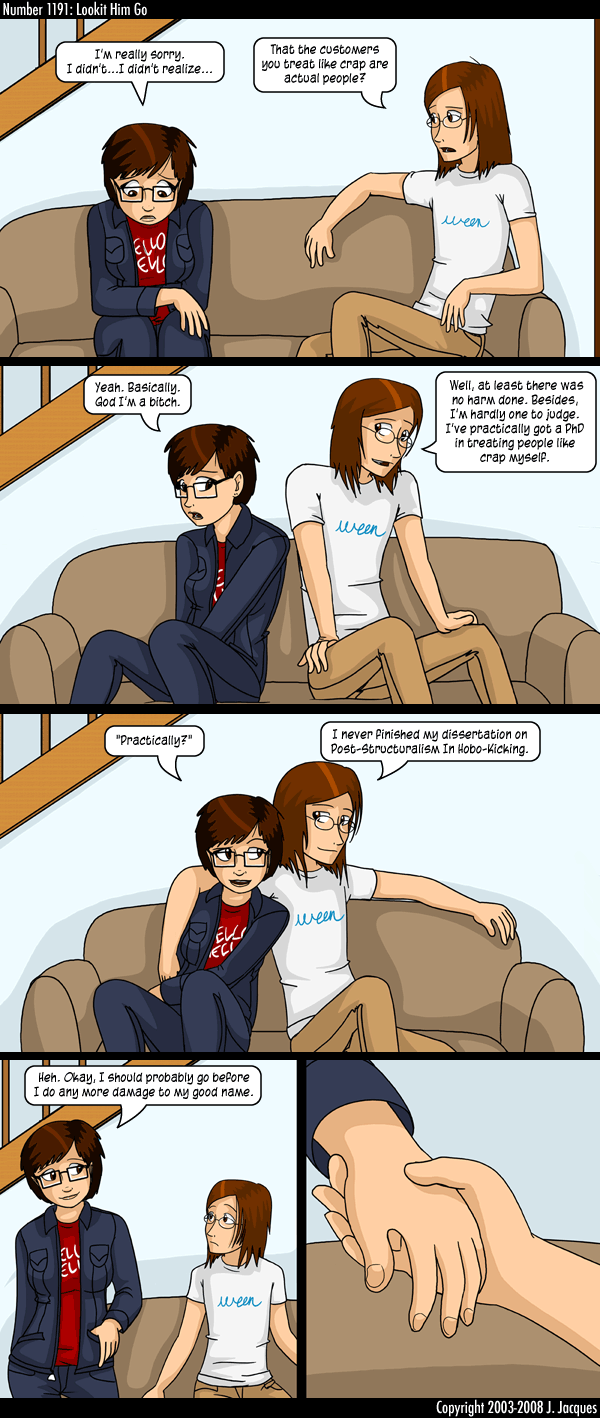 Number 1191: Lookit Him Go
I'm really sorry.
I didn't...I didn't realize...
That the customers
you treat like crap are
actual people?
ELLO
EVLO
ween
Yeah. Basically.
God I'm a bitch.
Well, at least there was
no harm done. Besides,
I'm hardly one to judge.
I've practically got a PhD
in treating people like
crap myself.
ween
"Practically?"
I never finished my dissertation on
Post-Structuralism In Hobo-Kicking.
ween
Heh. Okay, I should probably go before
I do any more damage to my good name.
ween
Copyright 2003-2008 J. Jacques